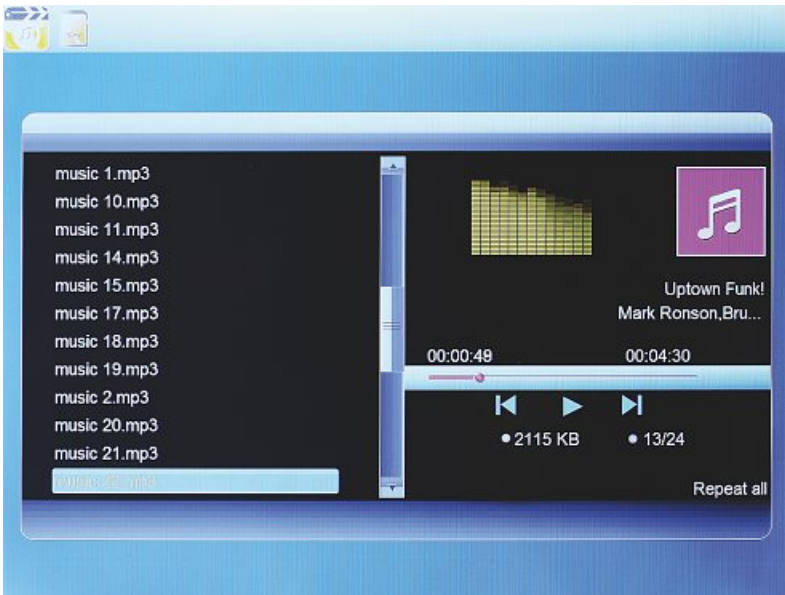 music 1.mp3
music 10.mp3
music 11.mp3
music 14.mp3
music 15.mp3
music 17.mp3
music 18.mp3
music 19.mp3
music 2.mp3
music 20.mp3
music 21.mp3
Uptown Funk!
Mark Ronson,Bru...
00:00:49
00:04:30
2115 KB
13/24
Repeat all